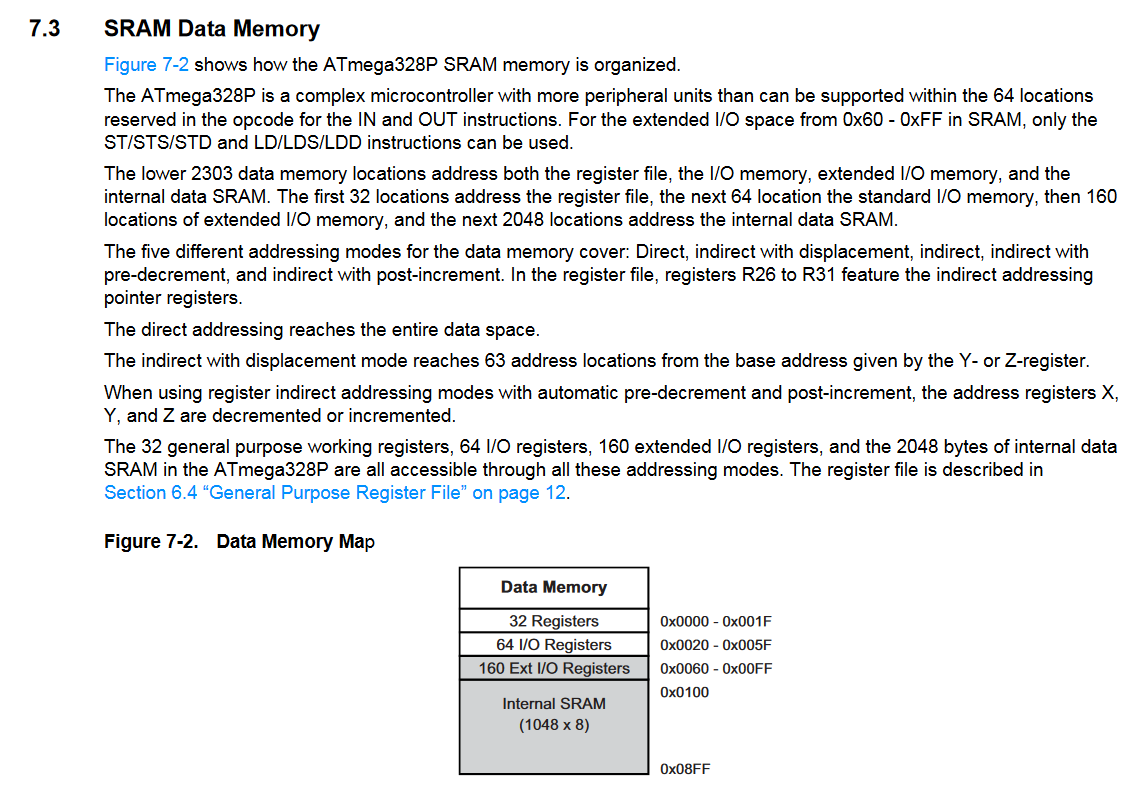 7.3 SRAM Data Memory
Figure 7-2 shows how the ATmega328P SRAM memory is organized.
The ATmega328P is a complex microcontroller with more peripheral units than can be supported within the 64 locations
reserved in the opcode for the IN and OUT instructions. For the extended I/O space from 0x60 - 0xFF in SRAM, only the
ST/STS/STD and LD/LDS/LDD instructions can be used.
The lower 2303 data memory locations address both the register file, the I/O memory, extended I/O memory, and the
internal data SRAM. The first 32 locations address the register file, the next 64 location the standard I/O memory, then 160
locations of extended I/O memory, and the next 2048 locations address the internal data SRAM.
The five different addressing modes for the data memory cover: Direct, indirect with displacement, indirect, indirect with
pre-decrement, and indirect with post-increment. In the register file, registers R26 to R31 feature the indirect addressing
pointer registers.
The direct addressing reaches the entire data space.
The indirect with displacement mode reaches 63 address locations from the base address given by the Y- or Z-register.
When using register indirect addressing modes with automatic pre-decrement and post-increment, the address registers X,
Y, and Z are decremented or incremented.
The 32 general purpose working registers, 64 I/O registers, 160 extended I/O registers, and the 2048 bytes of internal data
SRAM in the ATmega328P are all accessible through all these addressing modes. The register file is described in
Section 6.4 “General Purpose Register File” on page 12.
Figure 7-2. Data Memory Map
Data Memory
32 Registers 0x0000 - 0x001F
64 I/O Registers 0x0020 - 0x005F
160 Ext I/O Registers 0x0060 - 0x00FF
0x0100
Internal SRAM
(1048 x 8)
0x08FF